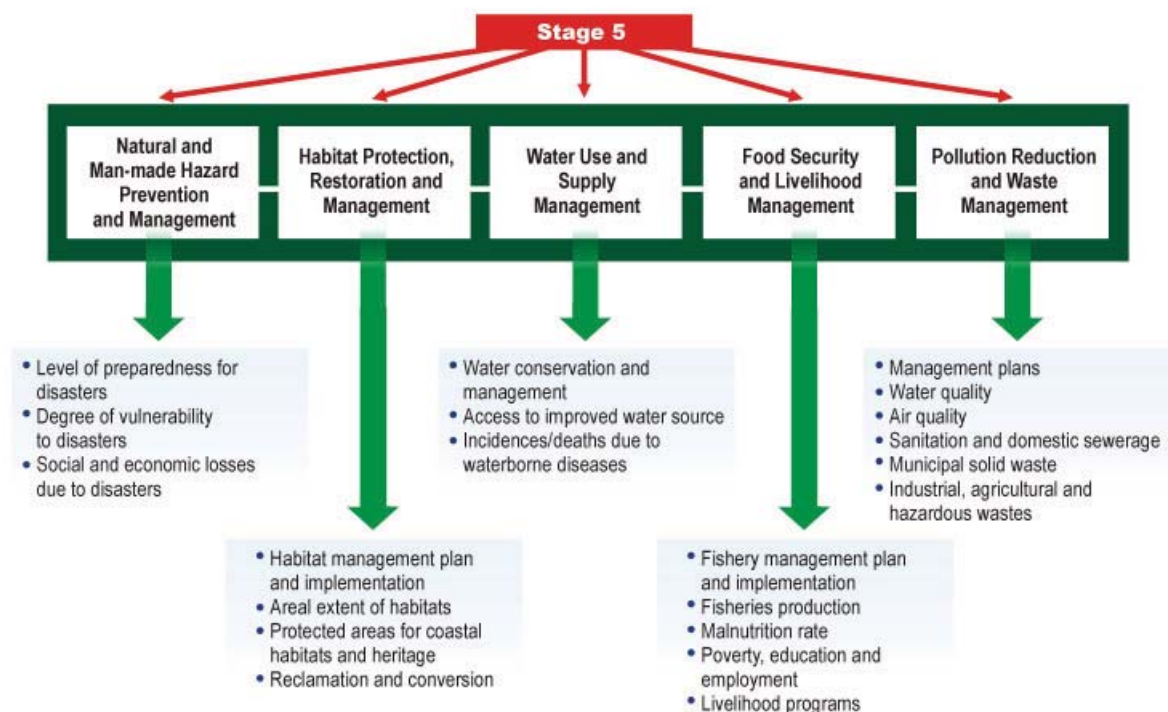 Stage 5
Natural and
Man-made Hazard
Prevention
and Management
Habitat Protection,
Restoration and
Management
Water Use and
Supply
Management
Food Security
and Livelihood
Management
Pollution Reduction
and Waste
Management
• Level of preparedness for
disasters
• Degree of vulnerability
to disasters
• Social and economic losses
due to disasters
• Habitat management plan
and implementation
• Areal extent of habitats
• Protected areas for coastal
habitats and heritage
• Reclamation and conversion
• Water conservation and
management
• Access to improved water source
• Incidences/deaths due to
waterborne diseases
• Fishery management plan
and implementation
• Fisheries production
• Malnutrition rate
• Poverty, education and
employment
• Livelihood programs
• Management plans
• Water quality
• Air quality
• Sanitation and domestic sewerage
• Municipal solid waste
• Industrial, agricultural and
hazardous wastes